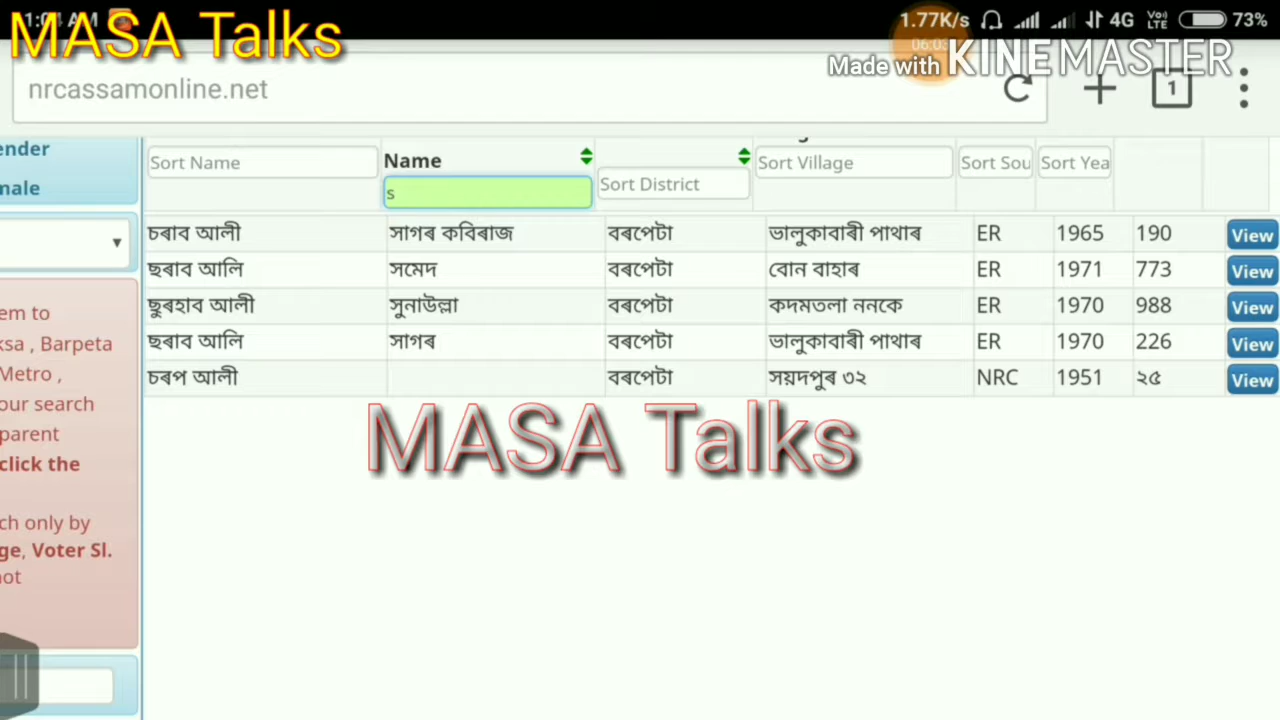 MASA Talks
1.77K/s 4G VoLTE 73%
Made with KINEMASTER
nrcassamonline.net
1
ender
male
Sort Name
Name
s
Sort District
Sort Village
Sort Sou
Sort Yea
চৰাব আলী সাগৰ কবিৰাজ বৰপেটা ভালুকাবাৰী পাথাৰ ER 1965 190 View
ছৰাব আলি সমেদ বৰপেটা বোন বাহাৰ ER 1971 773 View
ছুৰহাব আলী সুনাউল্লা বৰপেটা কদমতলা ননকে ER 1970 988 View
ছৰাব আলি সাগৰ বৰপেটা ভালুকাবাৰী পাথাৰ ER 1970 226 View
চৰপ আলী বৰপেটা সয়দপুৰ ৩২ NRC 1951 ২৫ View
em to
ksa , Barpeta
Metro ,
our search
parent
click the
ch only by
ge, Voter Sl.
not
MASA Talks